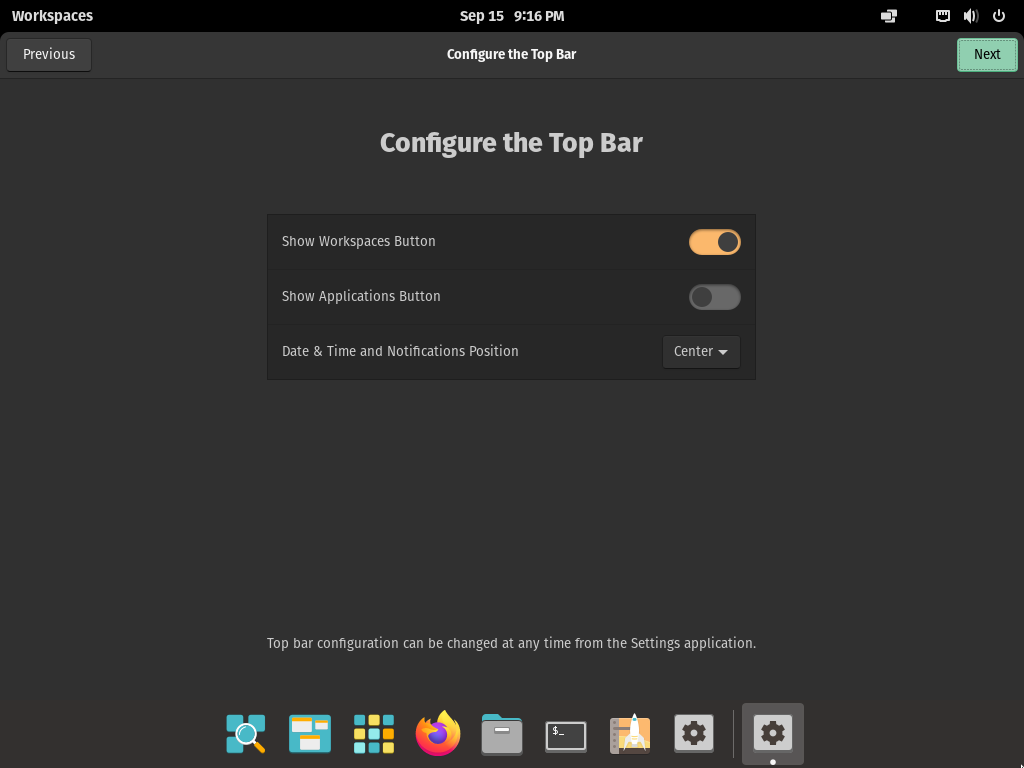 Workspaces
Sep 15 9:16 PM
Previous
Configure the Top Bar
Next
Configure the Top Bar
Show Workspaces Button
Show Applications Button
Date & Time and Notifications Position
Center
Top bar configuration can be changed at any time from the Settings application.
$_